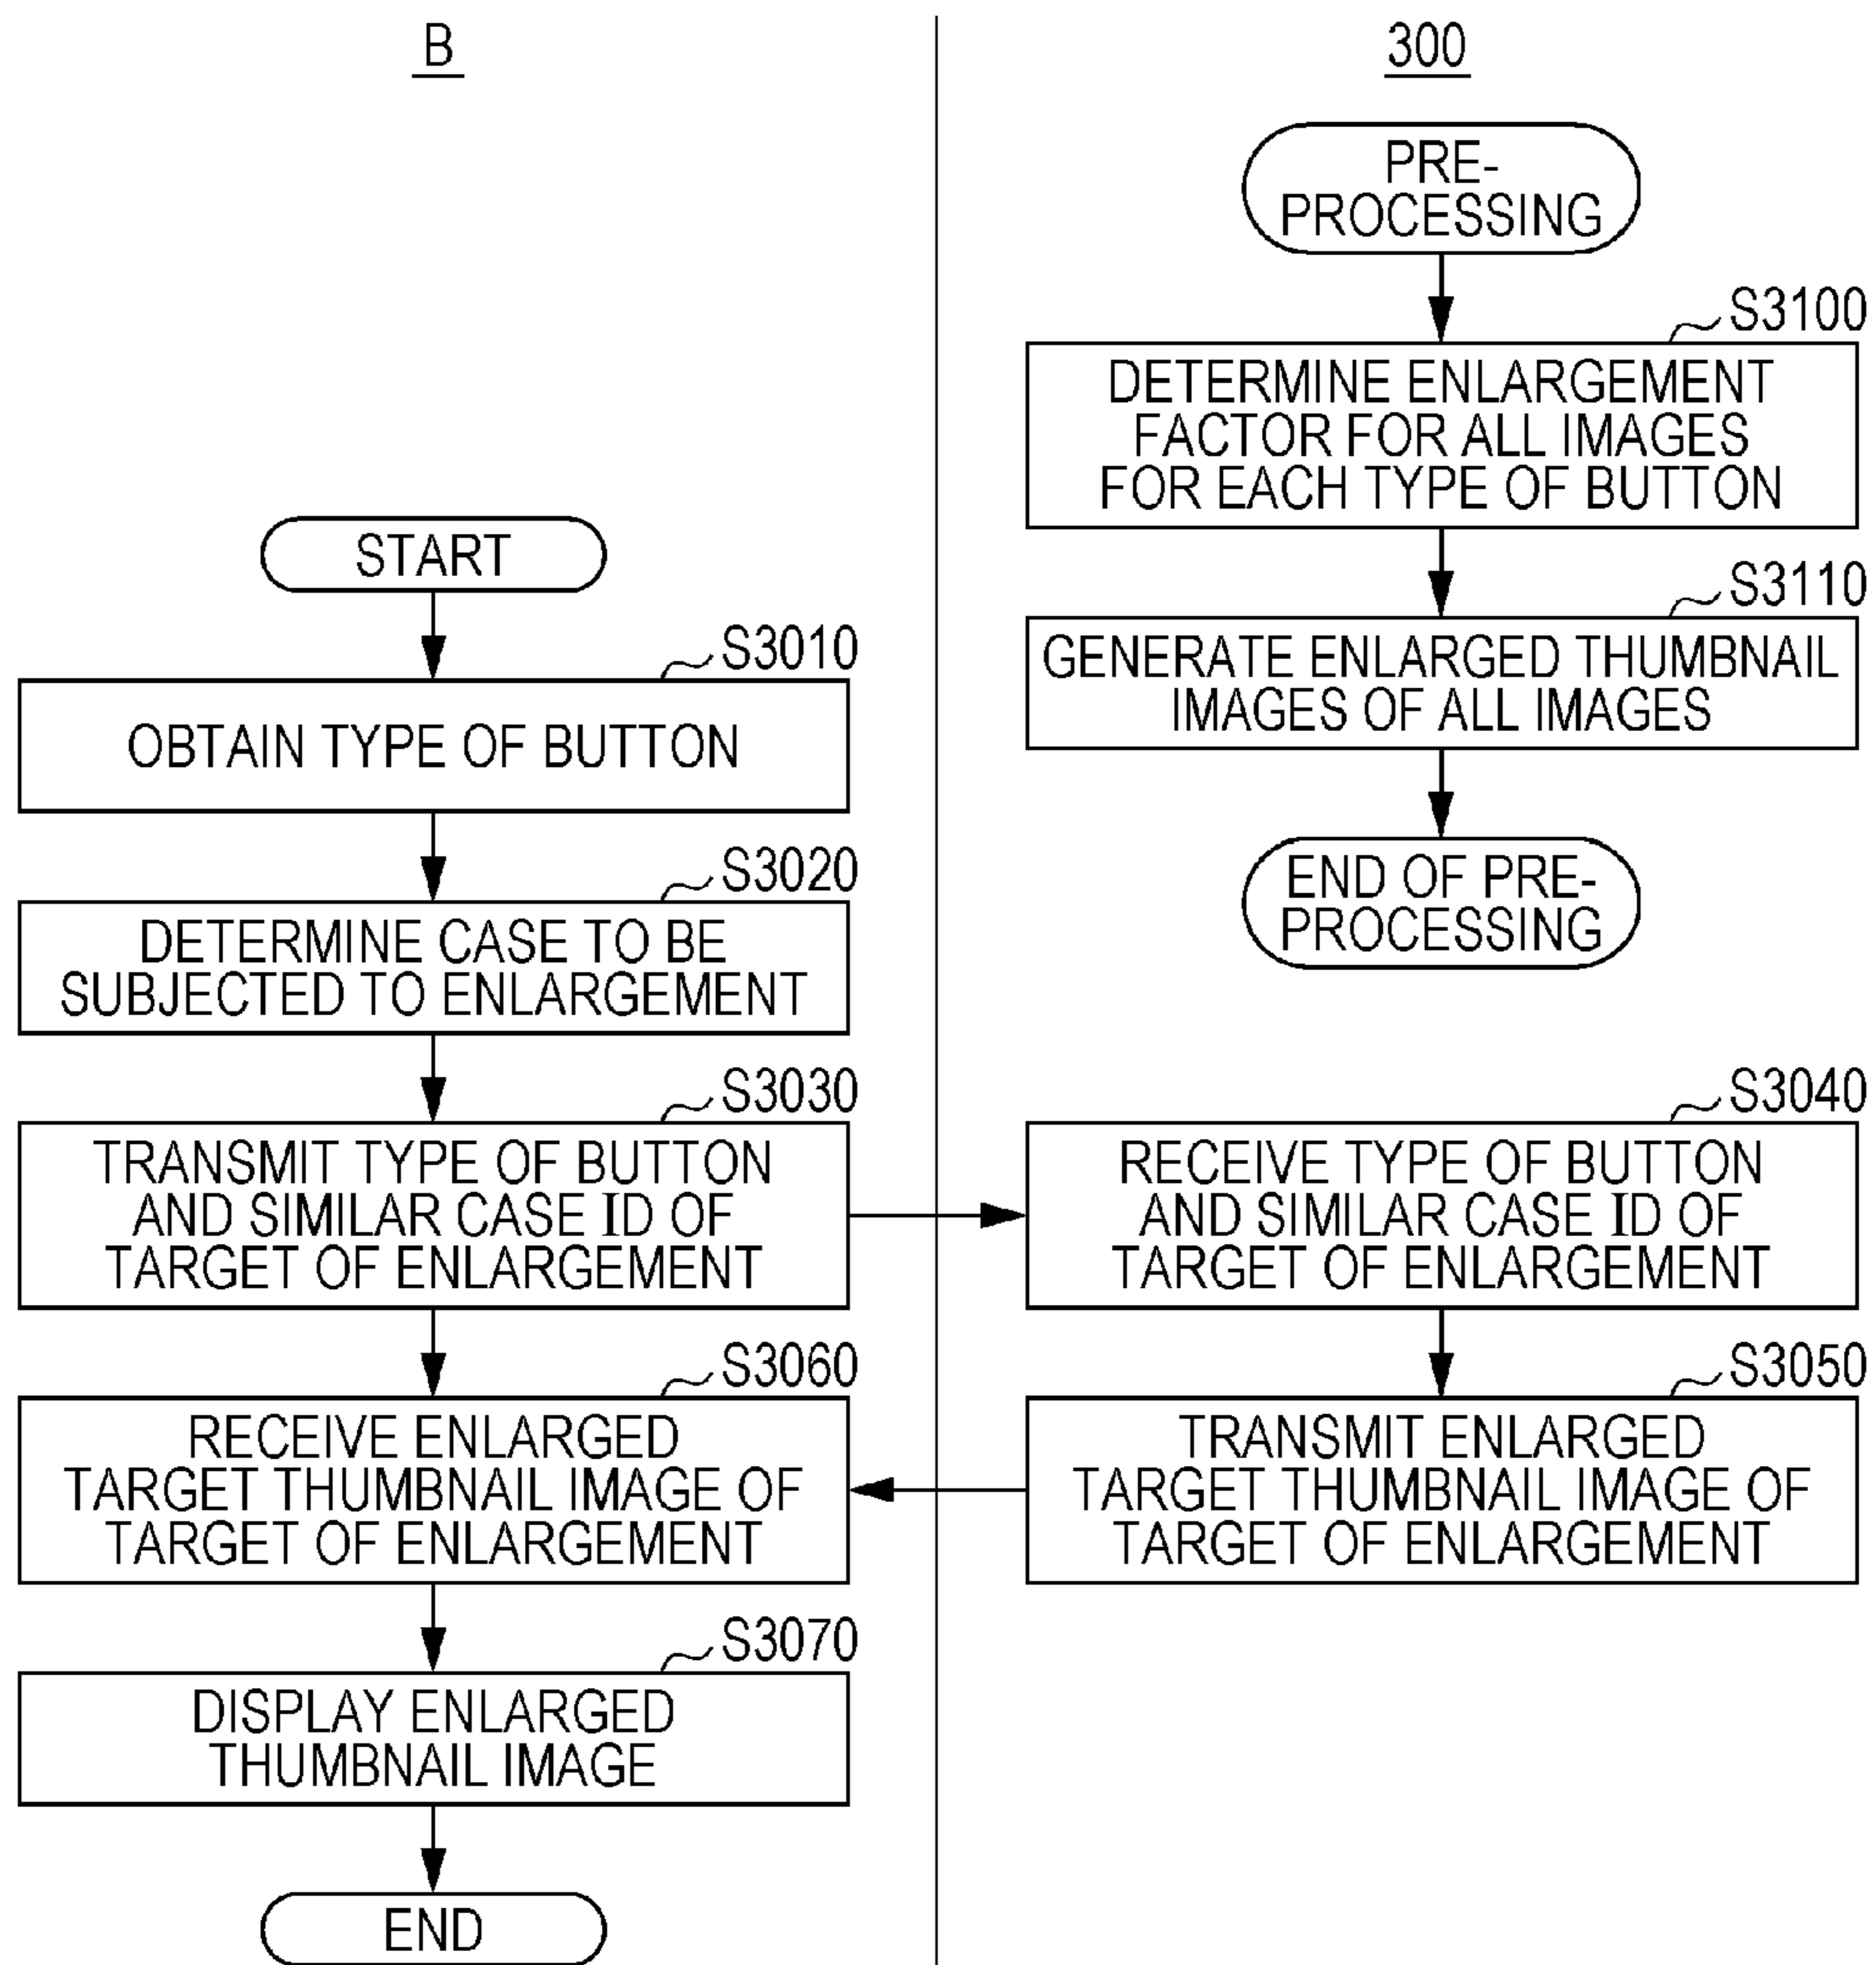 B
START
S3010
OBTAIN TYPE OF BUTTON
S3020
DETERMINE CASE TO BE
SUBJECTED TO ENLARGEMENT
S3030
TRANSMIT TYPE OF BUTTON
AND SIMILAR CASE ID OF
TARGET OF ENLARGEMENT
S3060
RECEIVE ENLARGED
TARGET THUMBNAIL IMAGE OF
TARGET OF ENLARGEMENT
S3070
DISPLAY ENLARGED
THUMBNAIL IMAGE
END
300
PRE-
PROCESSING
S3100
DETERMINE ENLARGEMENT
FACTOR FOR ALL IMAGES
FOR EACH TYPE OF BUTTON
S3110
GENERATE ENLARGED THUMBNAIL
IMAGES OF ALL IMAGES
END OF PRE-
PROCESSING
S3040
RECEIVE TYPE OF BUTTON
AND SIMILAR CASE ID OF
TARGET OF ENLARGEMENT
S3050
TRANSMIT ENLARGED
TARGET THUMBNAIL IMAGE OF
TARGET OF ENLARGEMENT